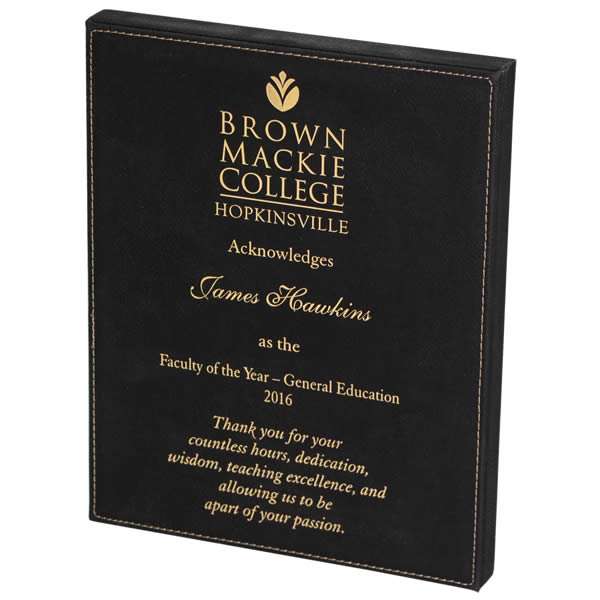 BROWN
MACKIE
COLLEGE
HOPKINSVILLE
Acknowledges
James Hawkins
as the
Faculty of the Year – General Education
2016
Thank you for your
countless hours, dedication,
wisdom, teaching excellence, and
allowing us to be
apart of your passion.